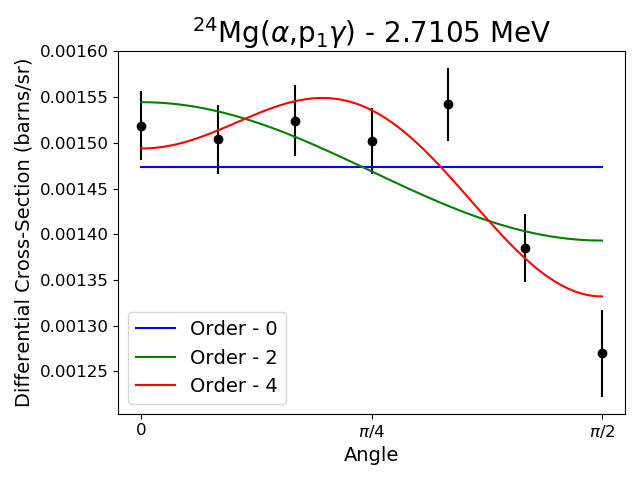 ²⁴Mg(α,p₁γ) - 2.7105 MeV
Differential Cross-Section (barns/sr)
0.00160
0.00155
0.00150
0.00145
0.00140
0.00135
0.00130
0.00125
Order - 0
Order - 2
Order - 4
0
π/4
π/2
Angle